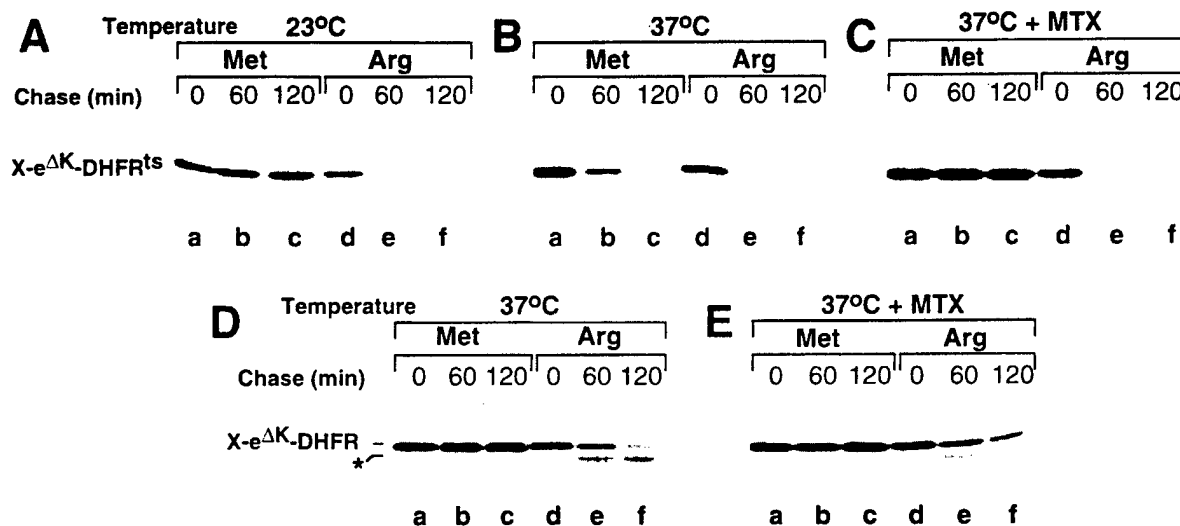 A Temperature 23°C B 37°C C 37°C + MTX
Met Arg Met Arg Met Arg
Chase (min) 0 60 120 0 60 120 0 60 120 0 60 120 0 60 120 0 60 120
X-e^ΔK-DHFR^ts
a b c d e f a b c d e f a b c d e f
D Temperature 37°C E 37°C + MTX
Met Arg Met Arg
Chase (min) 0 60 120 0 60 120 0 60 120 0 60 120
X-e^ΔK-DHFR
*
a b c d e f a b c d e f